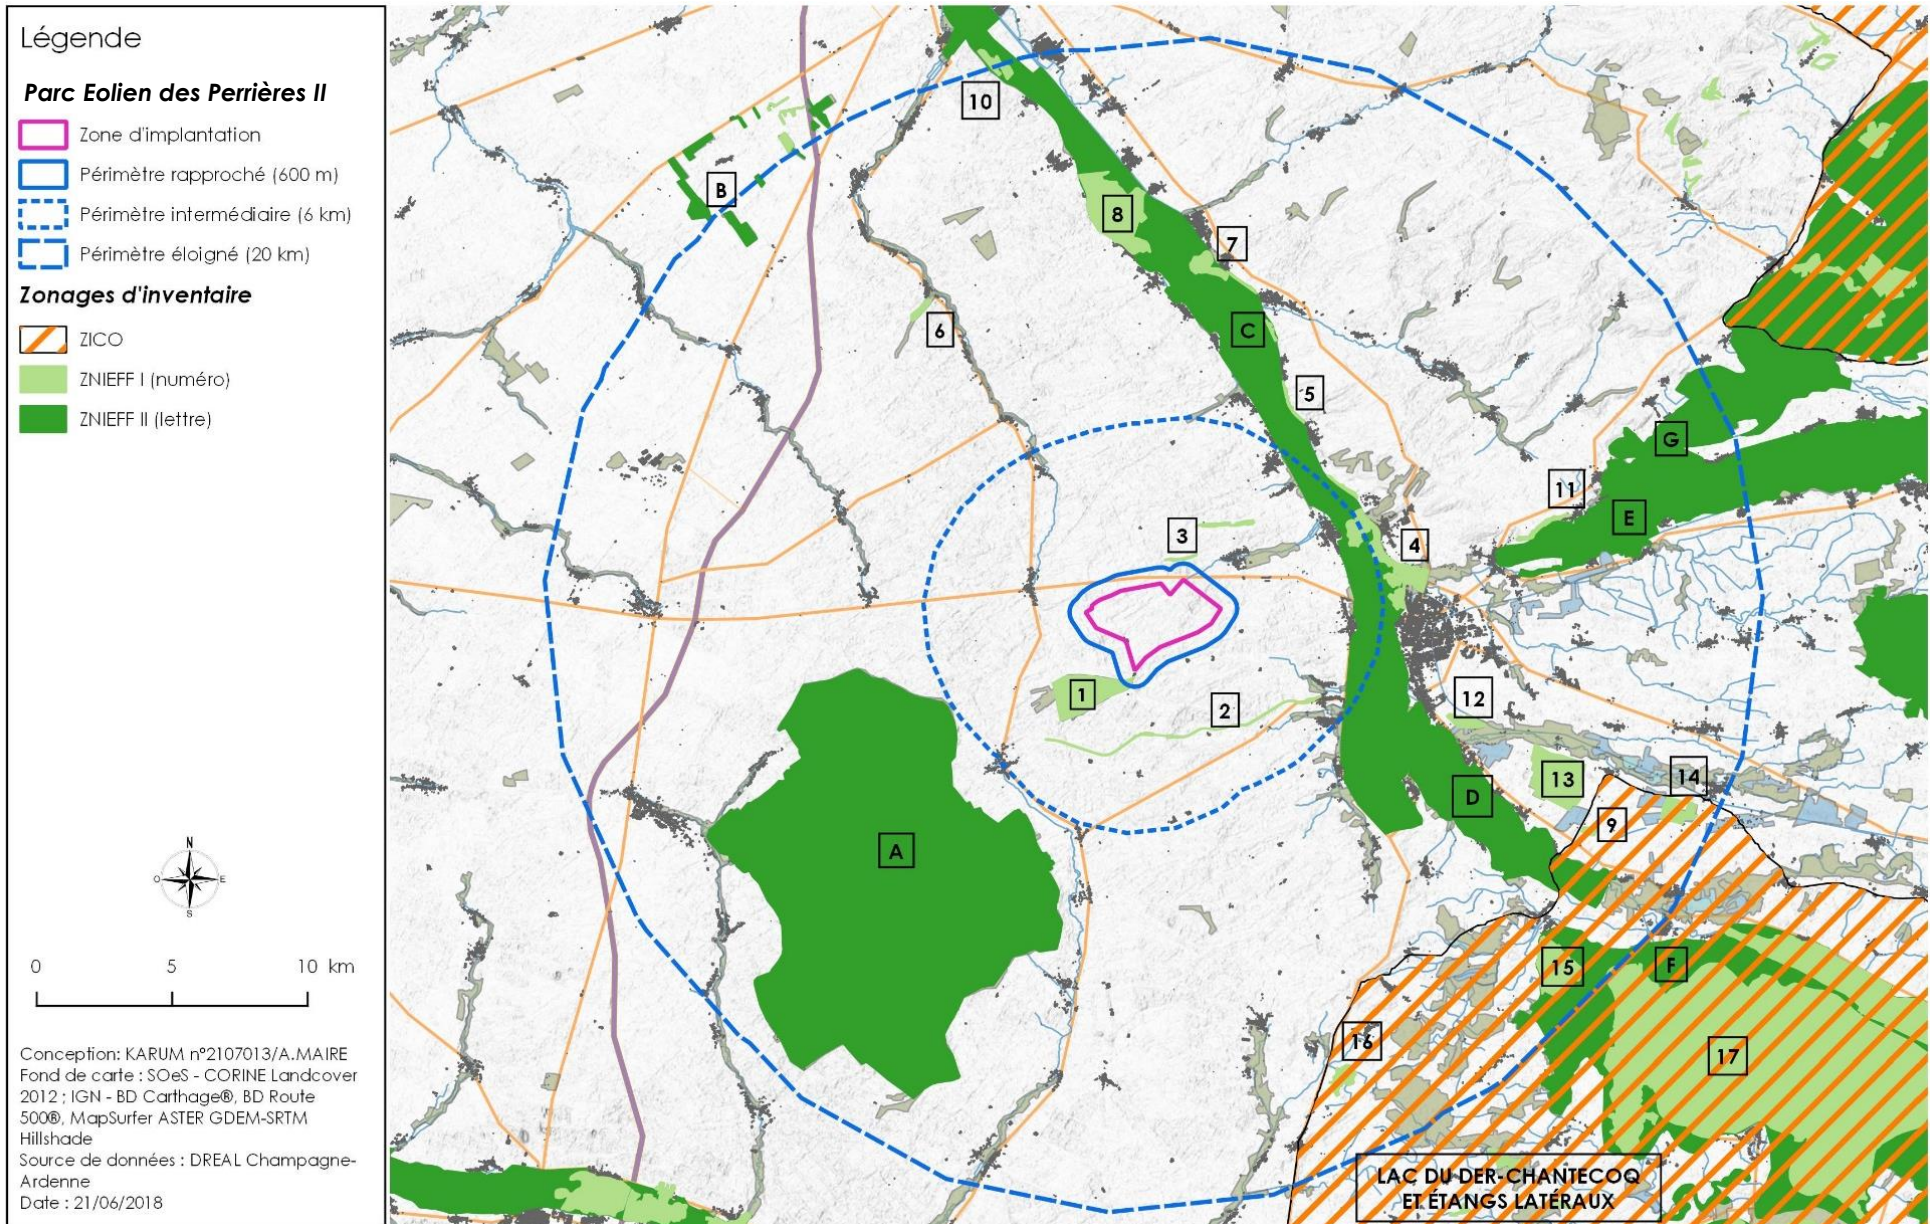 Légende
Parc Eolien des Perrières II
Zone d'implantation
Périmètre rapproché (600 m)
Périmètre intermédiaire (6 km)
Périmètre éloigné (20 km)
Zonages d'inventaire
ZICO
ZNIEFF I (numéro)
ZNIEFF II (lettre)
N
O E
S
0 5 10 km
Conception: KARUM n°2107013/A.MAIRE
Fond de carte : SOeS - CORINE Landcover
2012 ; IGN - BD Carthage®, BD Route
500®, MapSurfer ASTER GDEM-SRTM
Hillshade
Source de données : DREAL Champagne-
Ardenne
Date : 21/06/2018
10
B
8
7
6
C
5
G
11
E
3
4
1
2
12
13
14
D
9
A
15
F
16
17
LAC DU DER-CHANTECOQ
ET ÉTANGS LATÉRAUX